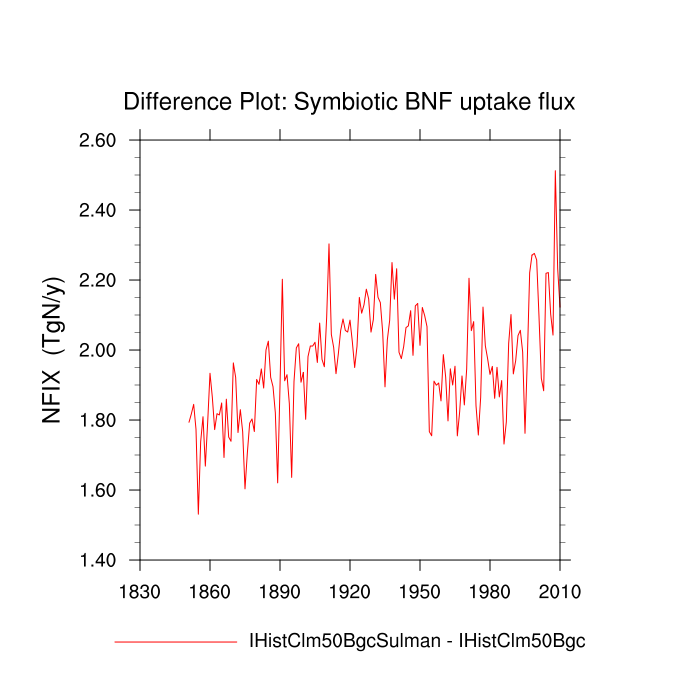 Difference Plot: Symbiotic BNF uptake flux
NFIX (TgN/y)
2.60
2.40
2.20
2.00
1.80
1.60
1.40
1830 1860 1890 1920 1950 1980 2010
IHistClm50BgcSulman - IHistClm50Bgc